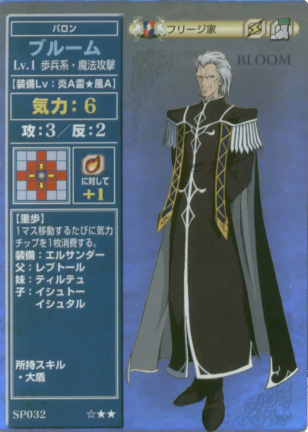 バロン
ブルーム
Lv.1 歩兵系・魔法攻撃
【装備Lv：炎A雷★風A】
気力：6
攻：3／反：2
に対して
+1
【重歩】
1マス移動するたびに気力
チップを1枚消費する。
装備：エルサンダー
父：レプトール
妹：ティルテュ
子：イシュトー
イシュタル
所持スキル
・大盾
SP032
☆★★
フリージ家
BLOOM